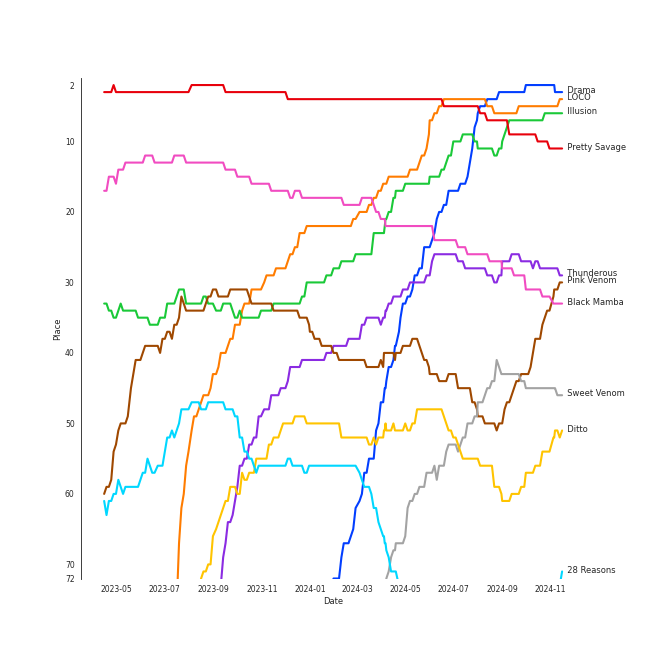 2
Drama
LOCO
Illusion
10
Pretty Savage
20
Thunderous
30
Pink Venom
Black Mamba
Place
40
Sweet Venom
50
Ditto
60
70
28 Reasons
72
2023-05 2023-07 2023-09 2023-11 2024-01 2024-03 2024-05 2024-07 2024-09 2024-11
Date